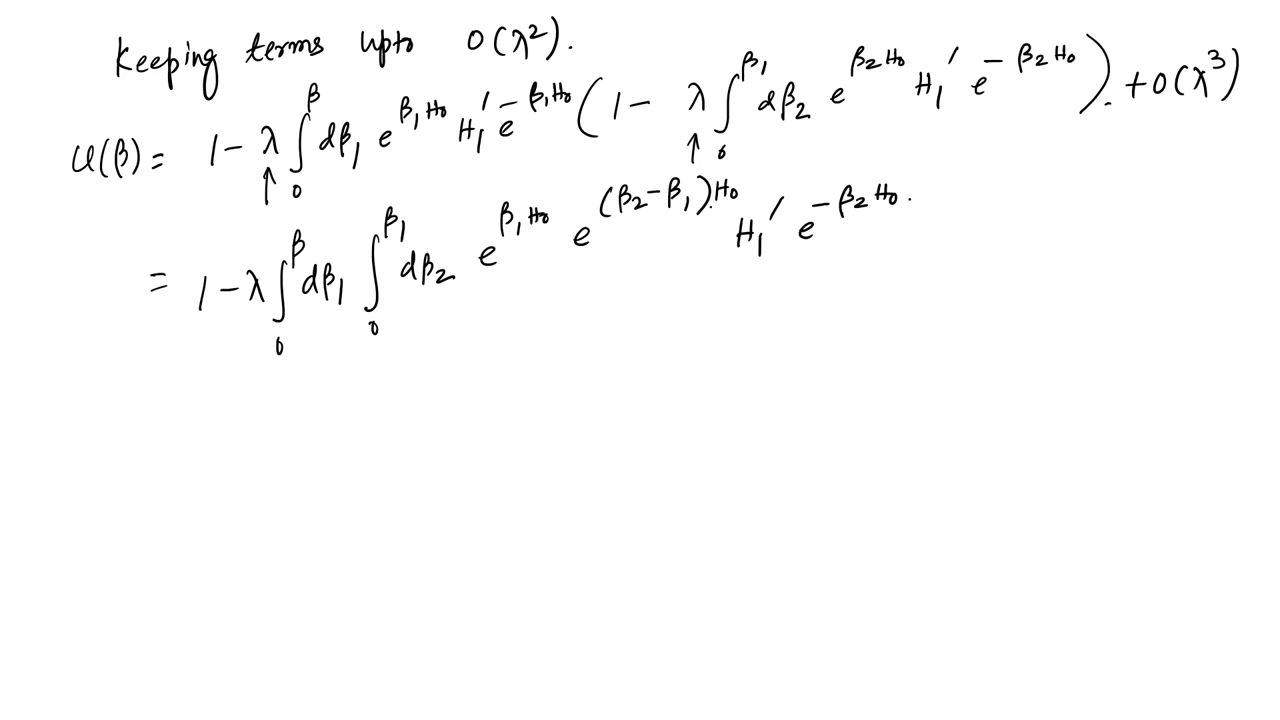 Keeping terms upto O(λ²).
U(β) = 1 - λ ∫₀^β dβ₁ e^{β₁H₀} H₁′ e^{-β₁H₀} (1 - λ ∫₀^{β₁} dβ₂ e^{β₂H₀} H₁′ e^{-β₂H₀}). + O(λ³)
↑ ↑
= 1 - λ ∫₀^β dβ₁ ∫₀^{β₁} dβ₂ e^{β₁H₀} e^{(β₂-β₁).H₀} H₁′ e^{-β₂H₀}.